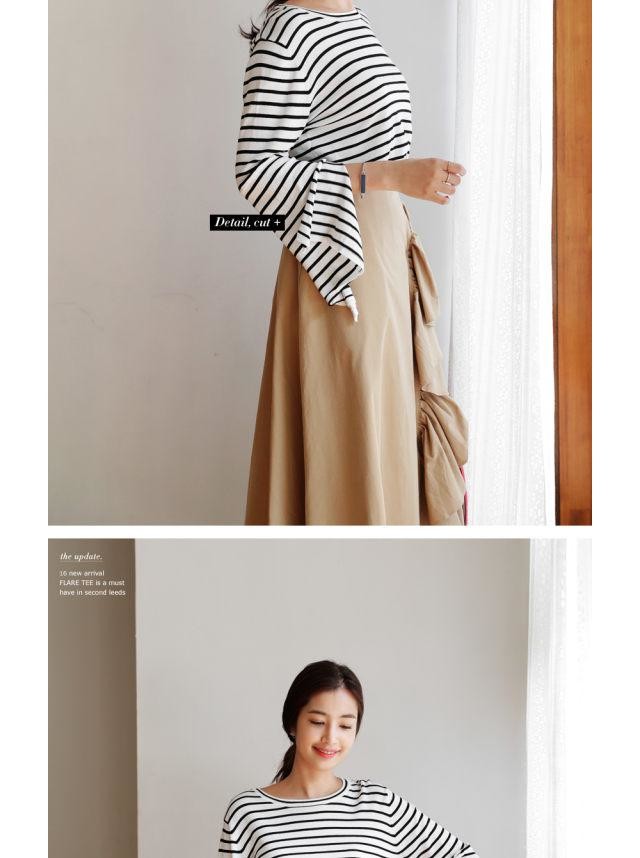 Detail, cut +
the update.
16 new arrival
FLARE TEE is a must
have in second leeds